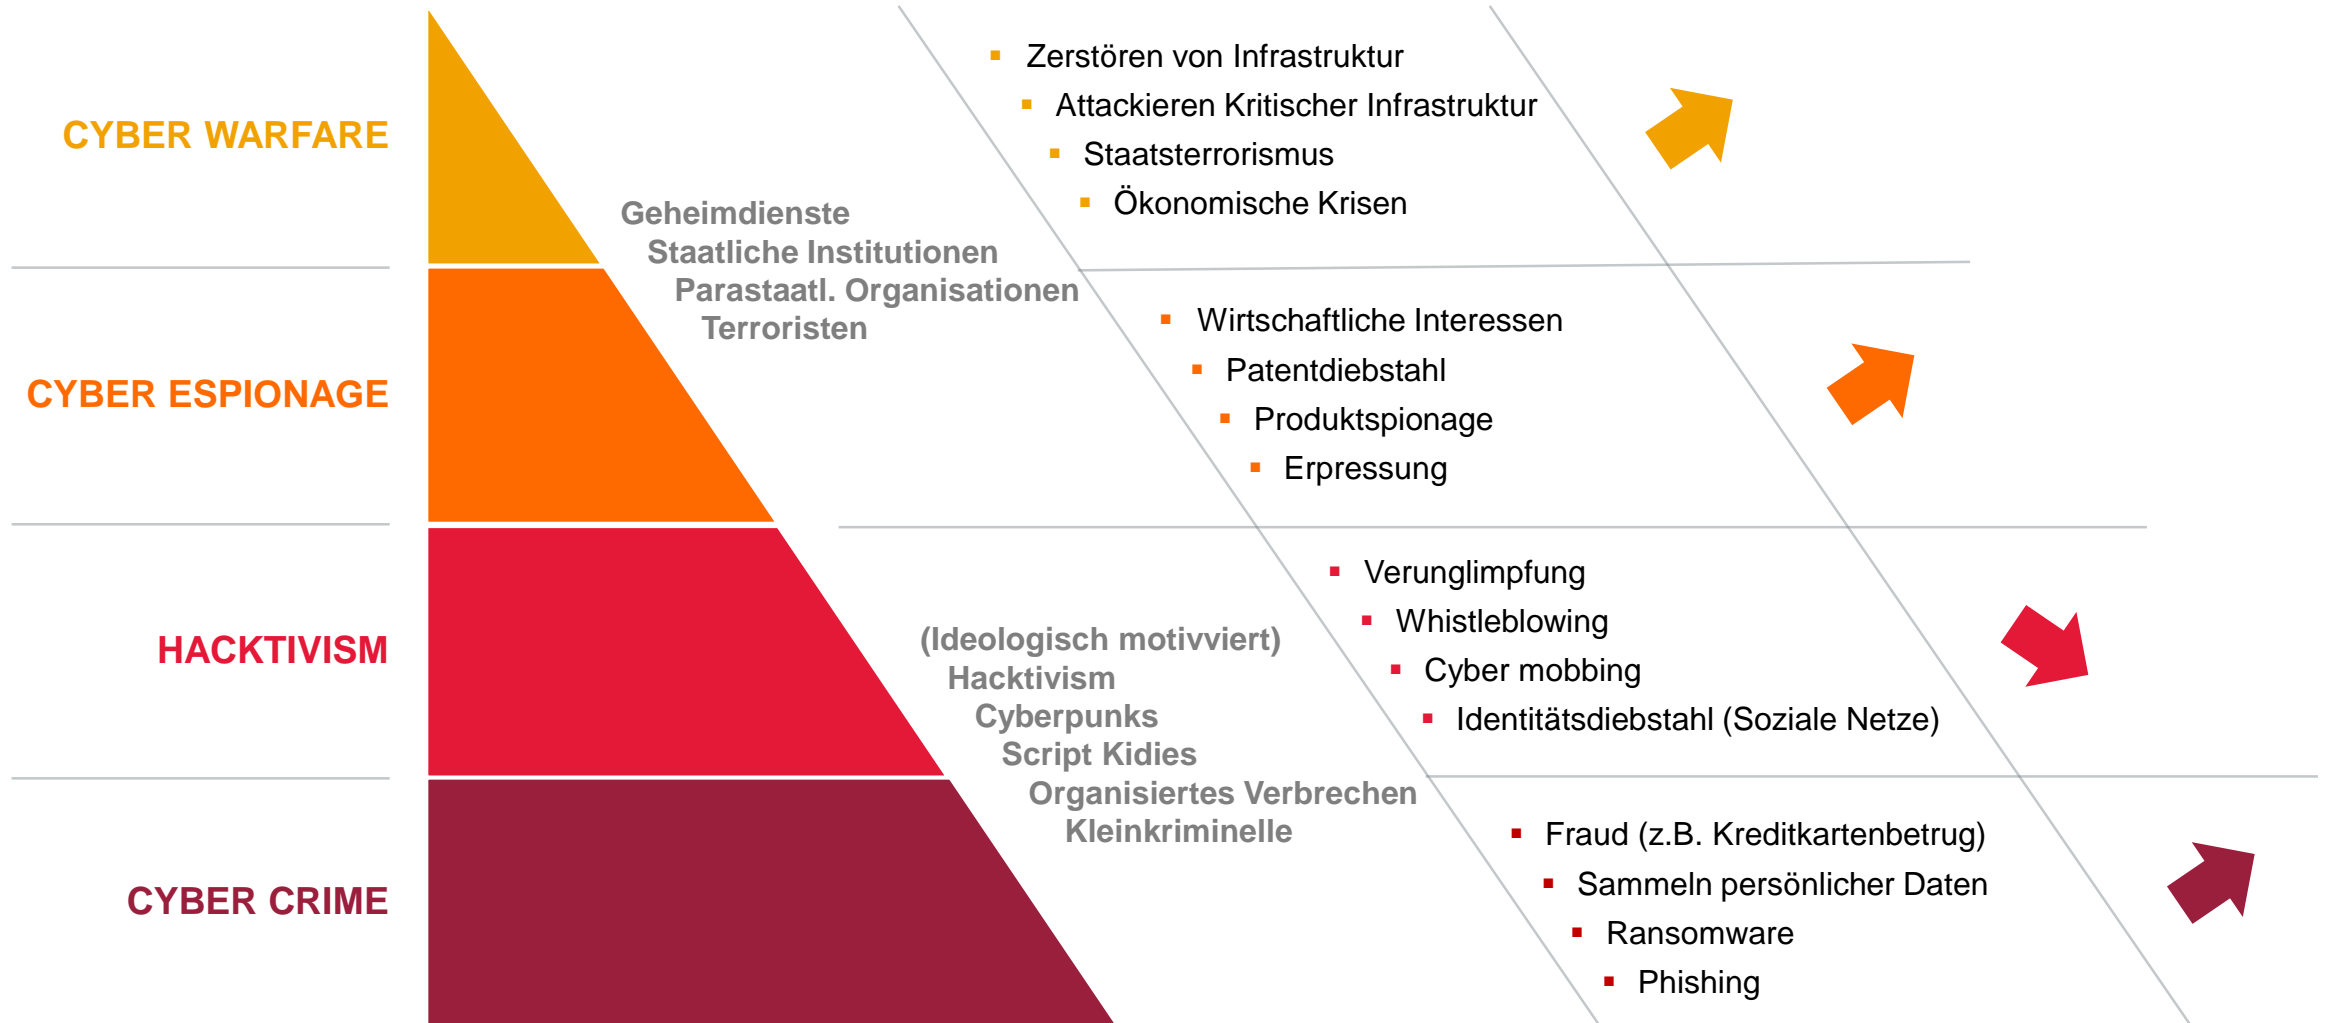 CYBER WARFARE
Zerstören von Infrastruktur
Attackieren Kritischer Infrastruktur
Staatsterrorismus
Ökonomische Krisen
Geheimdienste
Staatliche Institutionen
Parastaatl. Organisationen
Terroristen
CYBER ESPIONAGE
Wirtschaftliche Interessen
Patentdiebstahl
Produktspionage
Erpressung
HACKTIVISM
Verunglimpfung
Whistleblowing
Cyber mobbing
Identitätsdiebstahl (Soziale Netze)
(Ideologisch motivviert)
Hacktivism
Cyberpunks
Script Kidies
Organisiertes Verbrechen
Kleinkriminelle
CYBER CRIME
Fraud (z.B. Kreditkartenbetrug)
Sammeln persönlicher Daten
Ransomware
Phishing